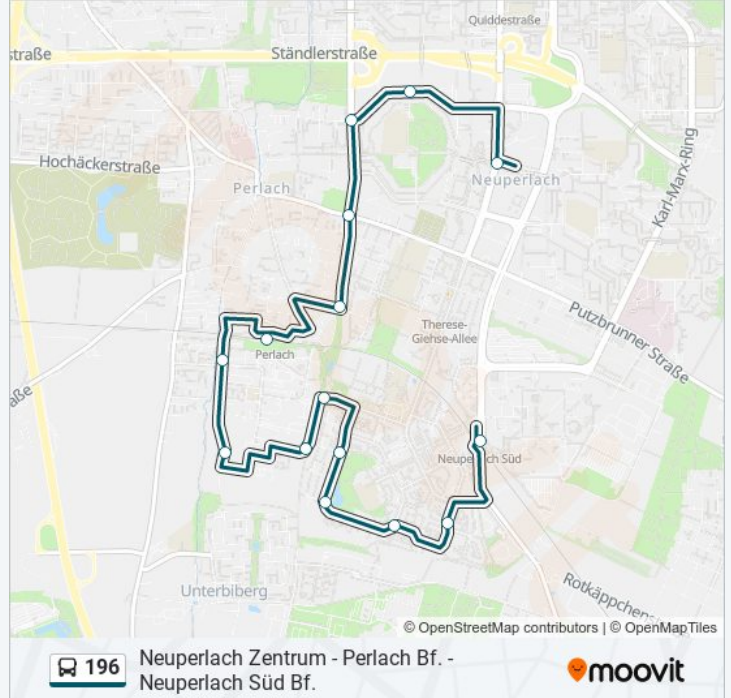 Quiddestraße
straße
Ständlerstraße
Hochäckerstraße
Perlach
Neuperlach
Karl-Marx-Ring
Therese-
Giehse-Allee
Putzbrunner Straße
Perlach
aße
Neuperlach Süd
Unterbiberg
Rotkäppchens
© OpenStreetMap contributors | © OpenMapTiles
196
Neuperlach Zentrum - Perlach Bf. -
Neuperlach Süd Bf.
moovit